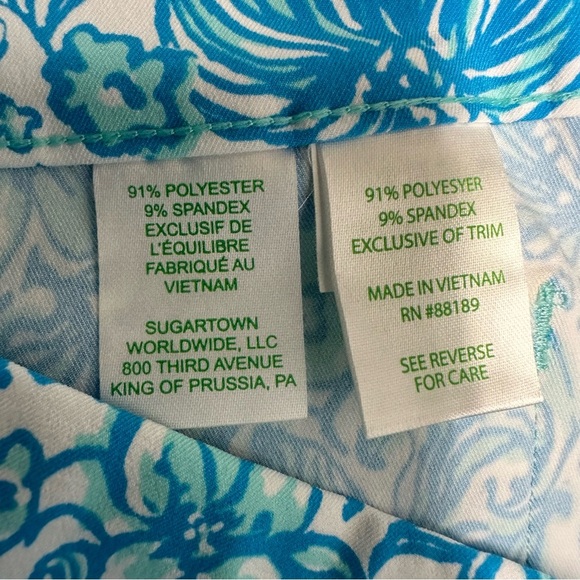 91% POLYESTER
9% SPANDEX
EXCLUSIF DE
L'ÉQUILIBRE
FABRIQUÉ AU
VIETNAM
SUGARTOWN
WORLDWIDE, LLC
800 THIRD AVENUE
KING OF PRUSSIA, PA
91% POLYESYER
9% SPANDEX
EXCLUSIVE OF TRIM
MADE IN VIETNAM
RN #88189
SEE REVERSE
FOR CARE